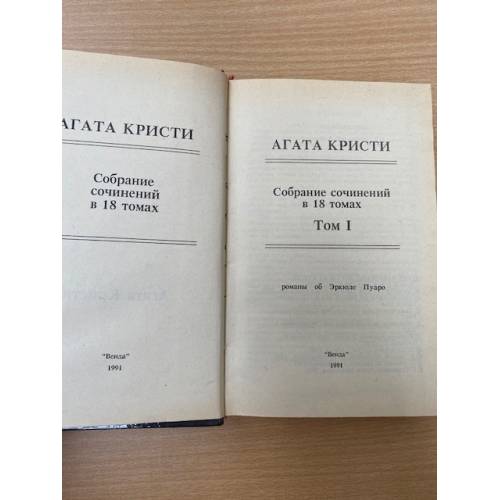 АГАТА КРИСТИ
Собрание
сочинений
в 18 томах
"Венда"
1991
АГАТА КРИСТИ
Собрание сочинений
в 18 томах
Том I
романы об Эркюле Пуаро
"Венда"
1991